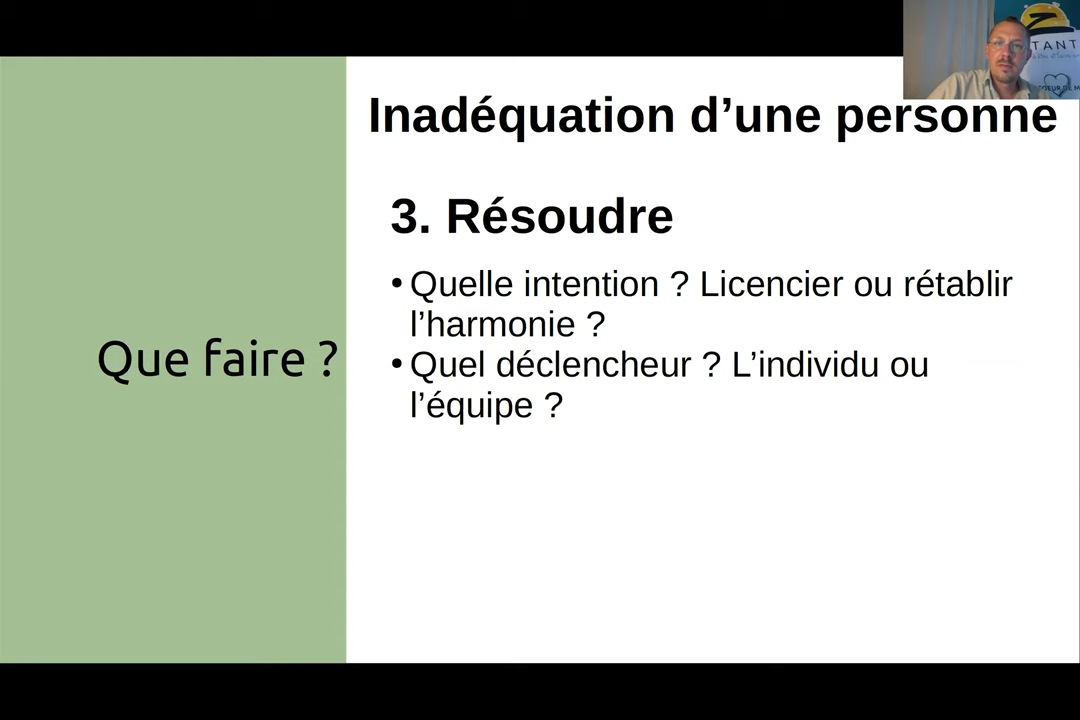 TANT
Inadéquation d’une personne
3. Résoudre
• Quelle intention ? Licencier ou rétablir
l’harmonie ?
Que faire ?
• Quel déclencheur ? L’individu ou
l’équipe ?